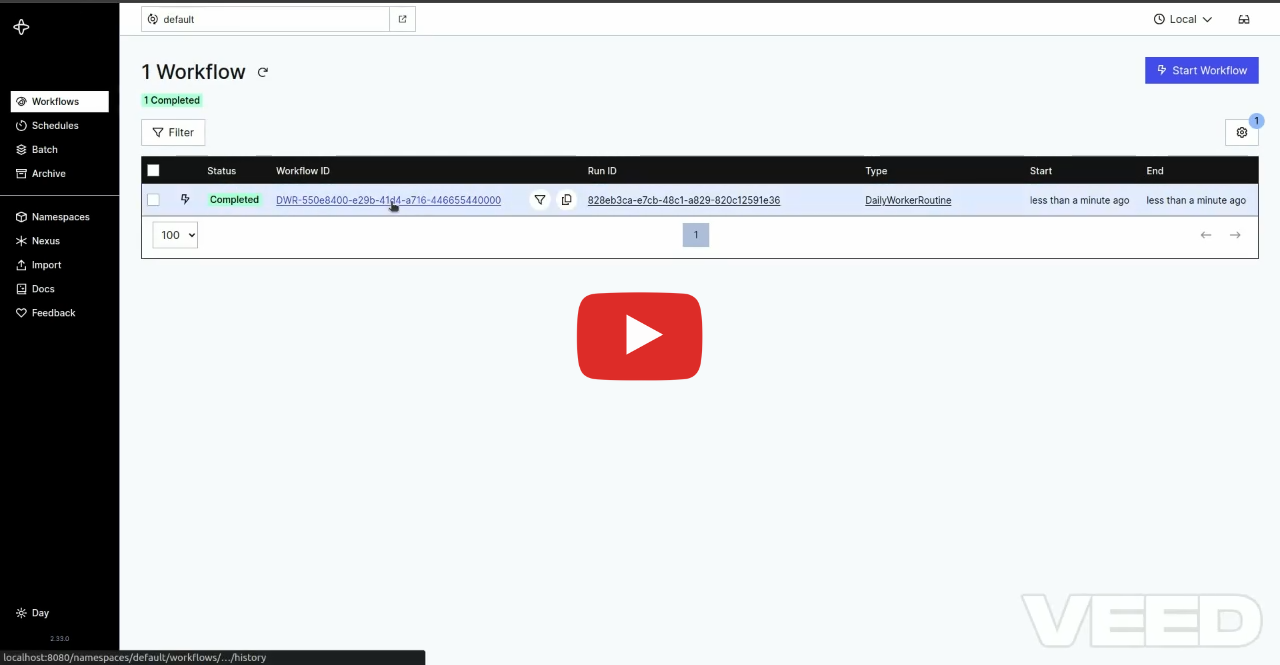 default
Local
1 Workflow
Start Workflow
1 Completed
Filter
1
Workflows
Schedules
Batch
Archive
Namespaces
Nexus
Import
Docs
Feedback
Status Workflow ID Run ID Type Start End
Completed DWR-550e8400-e29b-41d4-a716-446655440000 828eb3ca-e7cb-48c1-a829-820c12591e36 DailyWorkerRoutine less than a minute ago less than a minute ago
100 1
Day
2.33.0
VEED
localhost:8080/namespaces/default/workflows/.../history